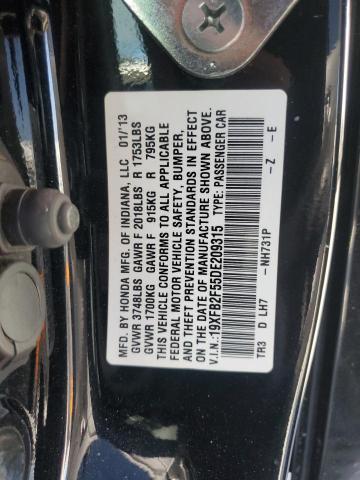 MFD. BY HONDA MFG. OF INDIANA, LLC 01/'13
GVWR 3748LBS GAWR F 2018LBS R 1753LBS
GVWR 1700KG GAWR F 915KG R 795KG
THIS VEHICLE CONFORMS TO ALL APPLICABLE
FEDERAL MOTOR VEHICLE SAFETY, BUMPER,
AND THEFT PREVENTION STANDARDS IN EFFECT
ON THE DATE OF MANUFACTURE SHOWN ABOVE.
V.I.N.:19XFB2F55DE209315 TYPE: PASSENGER CAR
TR3 D LH7 -NH731P -Z -E